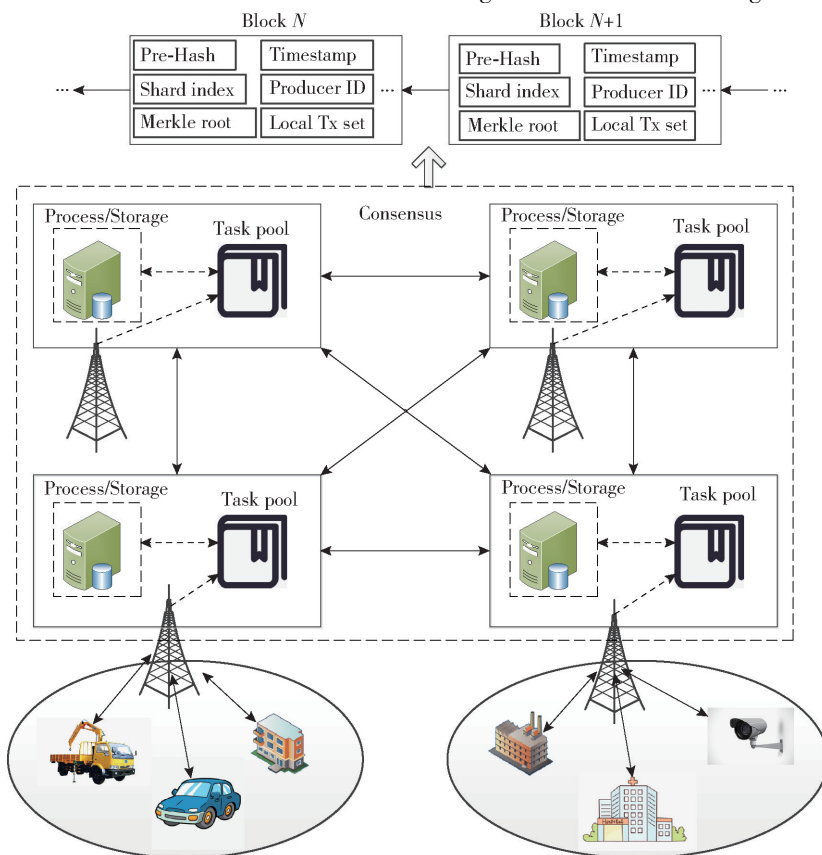 Block N
Block N+1
Pre-Hash
Timestamp
Shard index
Producer ID
Merkle root
Local Tx set
Pre-Hash
Timestamp
Shard index
Producer ID
Merkle root
Local Tx set
...
...
...
...
Consensus
Process/Storage
Task pool
Process/Storage
Task pool
Process/Storage
Task pool
Process/Storage
Task pool